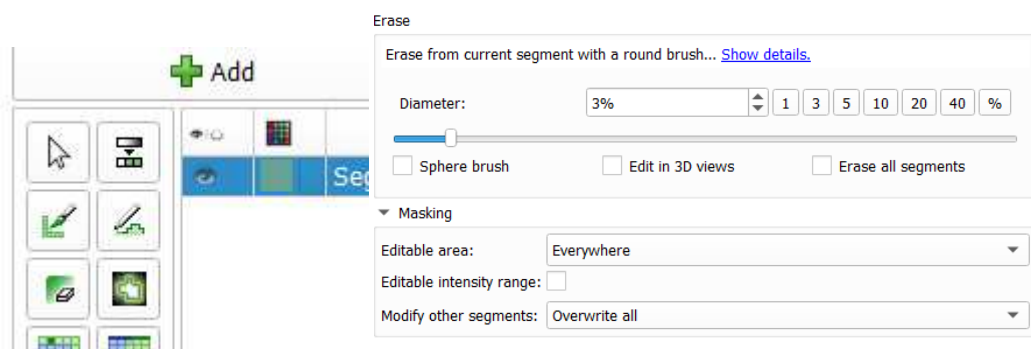 Erase
Erase from current segment with a round brush... Show details.
Add
Diameter: 3% 1 3 5 10 20 40 %
Sphere brush Edit in 3D views Erase all segments
Masking
Editable area: Everywhere
Editable intensity range:
Modify other segments: Overwrite all